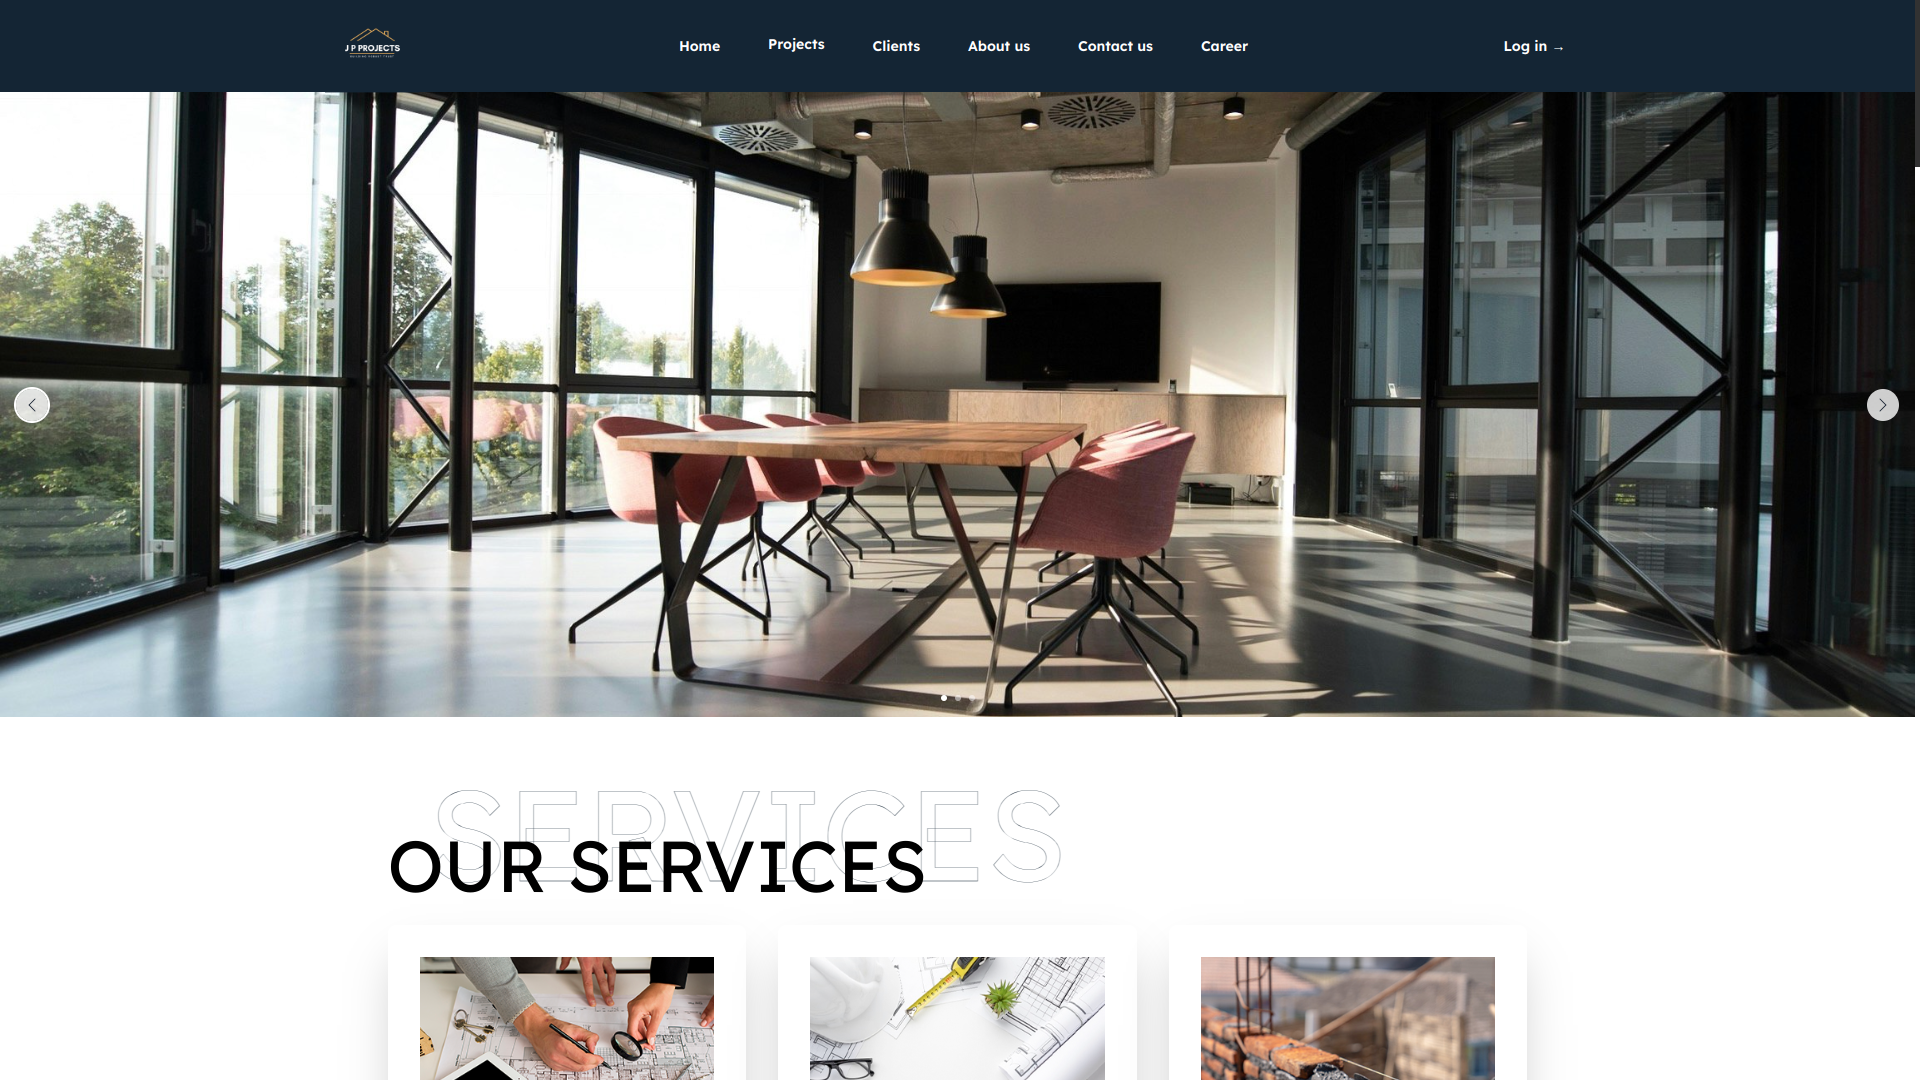 J P PROJECTS
Home
Projects
Clients
About us
Contact us
Career
Log in →
SERVICES
OUR SERVICES